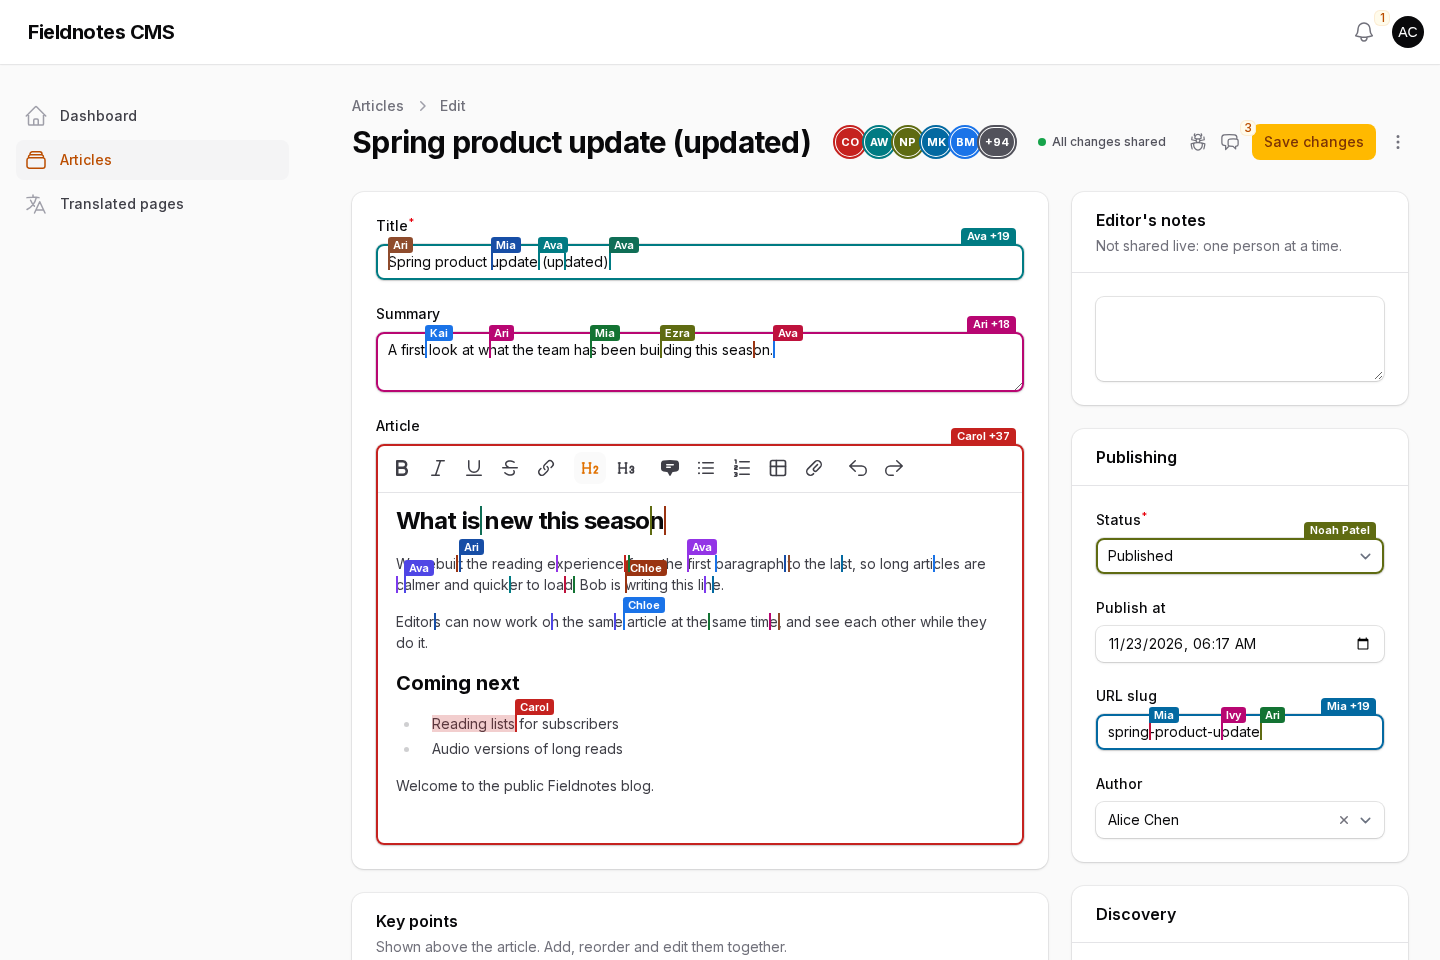 Fieldnotes CMS
1
AC
Dashboard
Articles
Translated pages
Articles
Edit
Spring product update (updated)
CO
AW
NP
MK
BM
+94
All changes shared
3
Save changes
Title*
Ava +19
Ari
Mia
Ava
Ava
Spring product update (updated)
Summary
Ari +18
Kai
Ari
Mia
Ezra
Ava
A first look at what the team has been building this season.
Article
Carol +37
B
I
U
S
H2
H3
What is new this season
Ari
Ava
the reading experience
the first paragraph to the last, so long articles are
Ava
Chloe
calmer and quicker to load. Bob is writing this line.
Chloe
Editors can now work on the same article at the same time, and see each other while they
do it.
Coming next
Carol
Reading lists for subscribers
Audio versions of long reads
Welcome to the public Fieldnotes blog.
Key points
Shown above the article. Add, reorder and edit them together.
Editor's notes
Not shared live: one person at a time.
Publishing
Status*
Noah Patel
Published
Publish at
11/23/2026, 06:17 AM
URL slug
Mia +19
Mia
Ivy
Ari
spring-product-update
Author
Alice Chen
Discovery